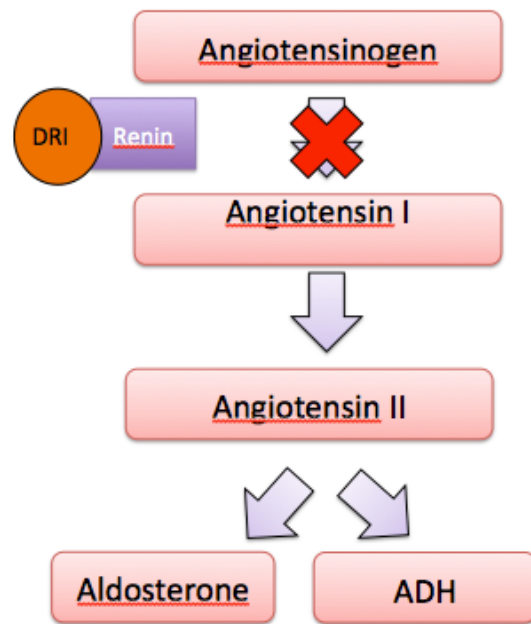 Angiotensinogen
DRI
Renin
Angiotensin I
Angiotensin II
Aldosterone
ADH